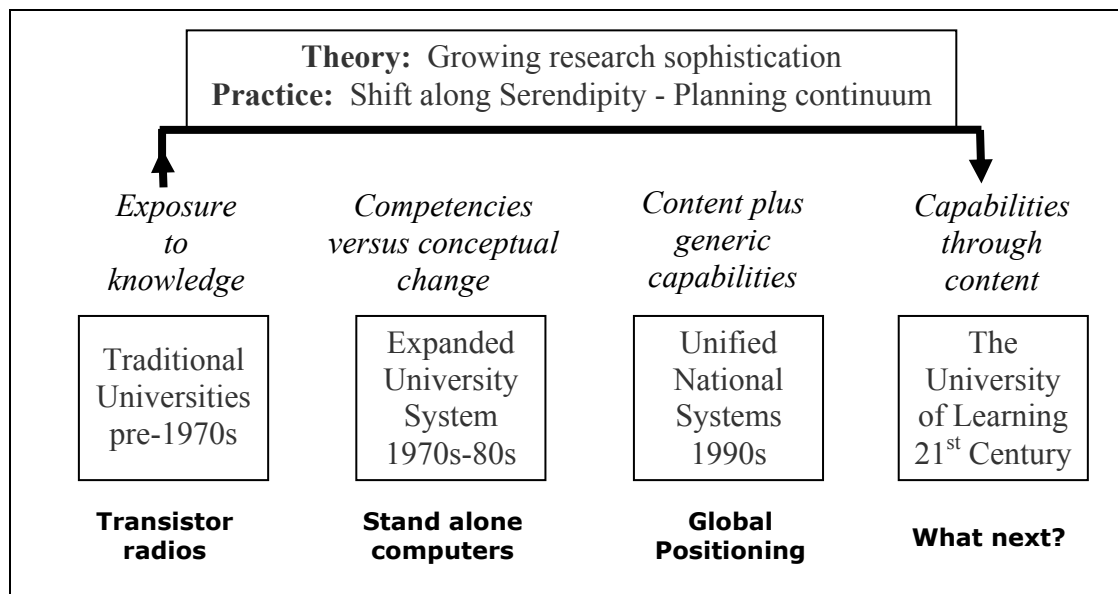 Theory:  Growing research sophistication
Practice:  Shift along Serendipity - Planning continuum
Exposure
to
knowledge
Competencies
versus conceptual
change
Content plus
generic
capabilities
Capabilities
through
content
Traditional
Universities
pre-1970s
Expanded
University
System
1970s-80s
Unified
National
Systems
1990s
The
University
of Learning
21st Century
Transistor
radios
Stand alone
computers
Global
Positioning
What next?